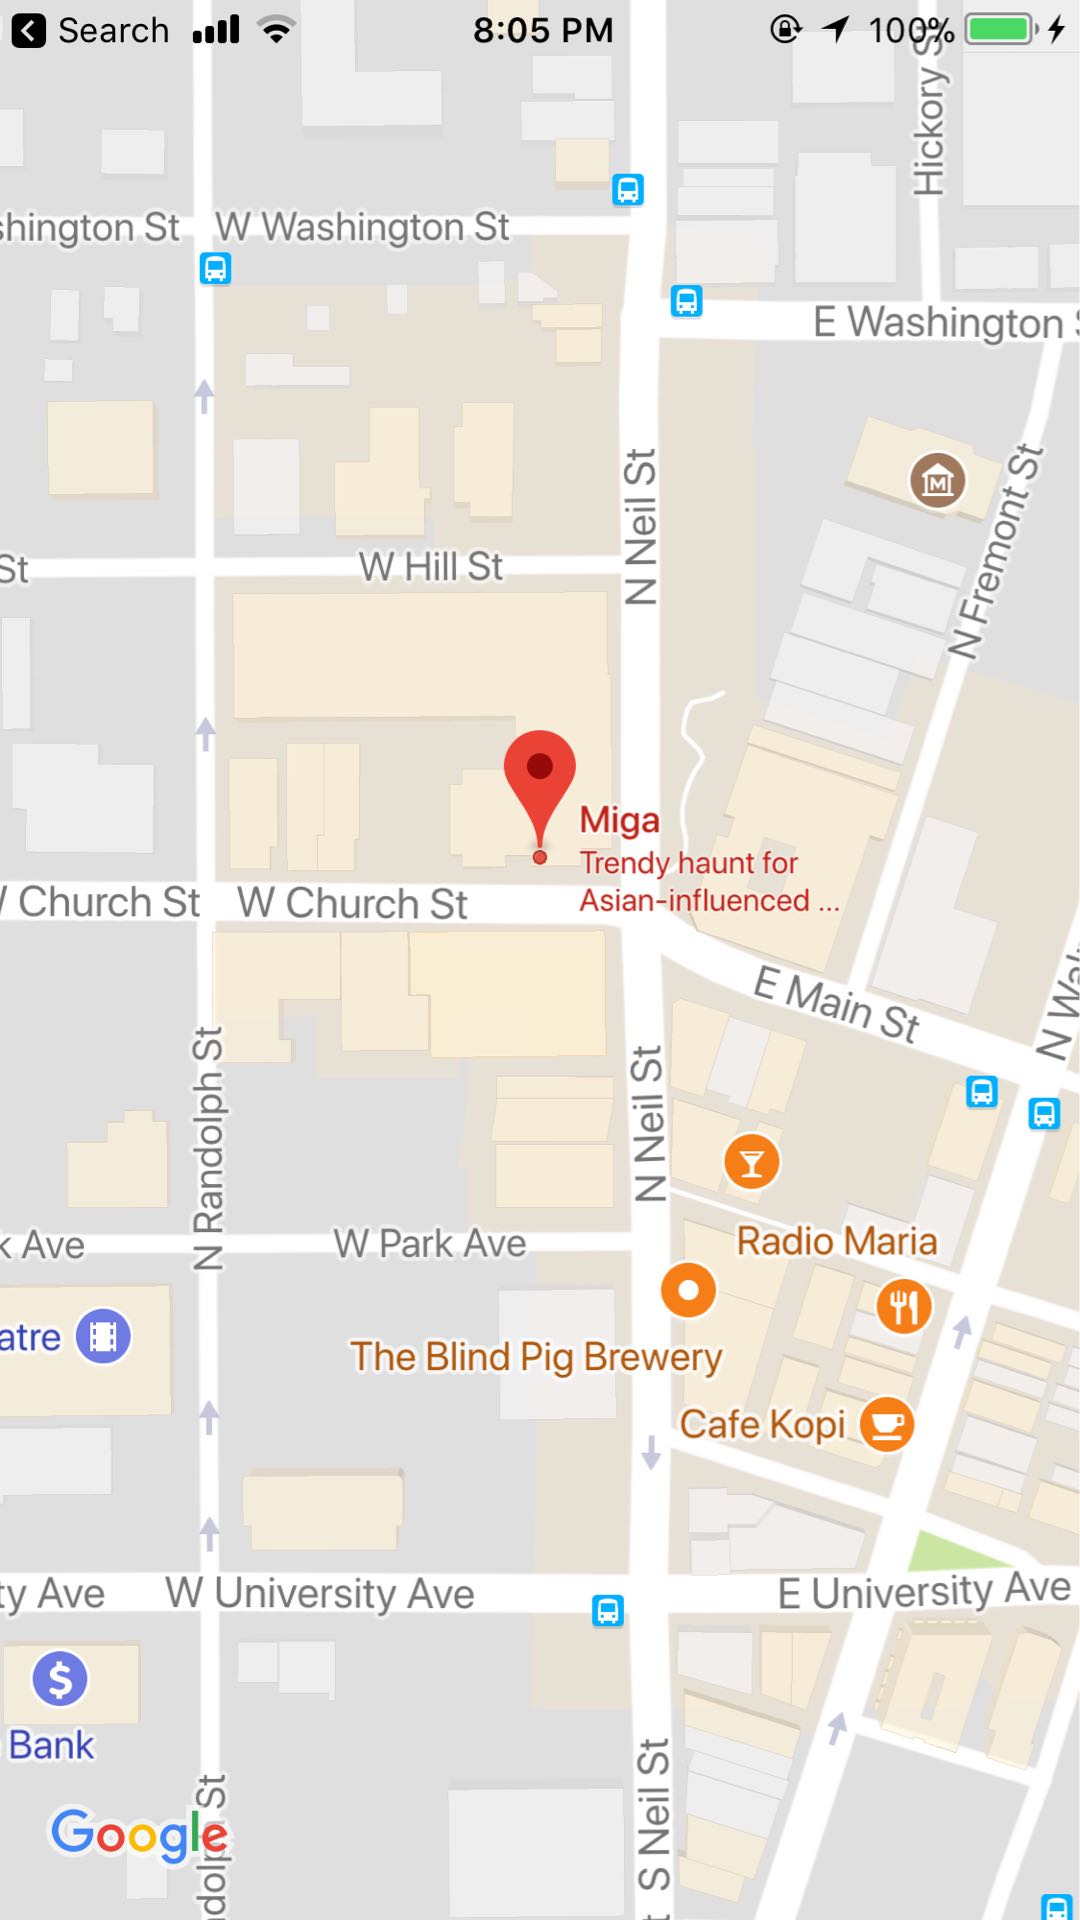 Search
8:05 PM
100%
Hickory St
shington St
W Washington St
E Washington S
N Neil St
N Fremont St
St
W Hill St
Miga
Trendy haunt for
Asian-influenced ...
W Church St
W Church St
E Main St
N Wal
N Randolph St
N Neil St
k Ave
W Park Ave
Radio Maria
atre
The Blind Pig Brewery
Cafe Kopi
ty Ave
W University Ave
E University Ave
Bank
S Neil St
ndolph St
Google